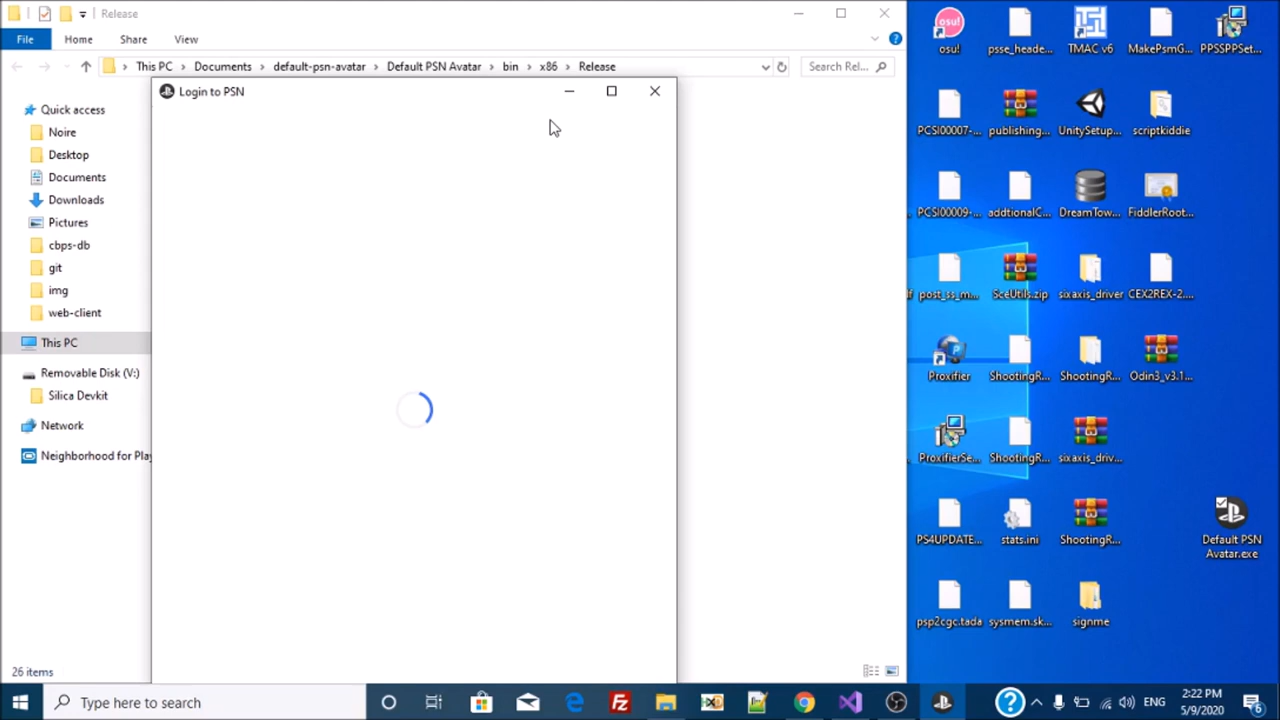 Release
File Home Share View
This PC Documents default-psn-avatar Default PSN Avatar bin x86 Release Search Rel...
Login to PSN
Quick access
Noire
Desktop
Documents
Downloads
Pictures
cbps-db
git
img
web-client
This PC
Removable Disk (V:)
Silica Devkit
Network
Neighborhood for Play
26 items
osu! psse_heade... TMAC v6 MakePsmG... PPSSPPSet...
PCSI00007-... publishing... UnitySetup... scriptkiddie
PCSI00009-... addtionalC... DreamTow... FiddlerRoot...
post_ss_m... SceUtils.zip sixaxis_driver CEX2REX-2....
Proxifier ShootingR... ShootingR... Odin3_v3.1...
ProxifierSe... ShootingR... sixaxis_driv...
PS4UPDATE... stats.ini ShootingR... Default PSN
Avatar.exe
psp2cgc.tada sysmem.sk... signme
Type here to search
ENG
2:22 PM
5/9/2020
6